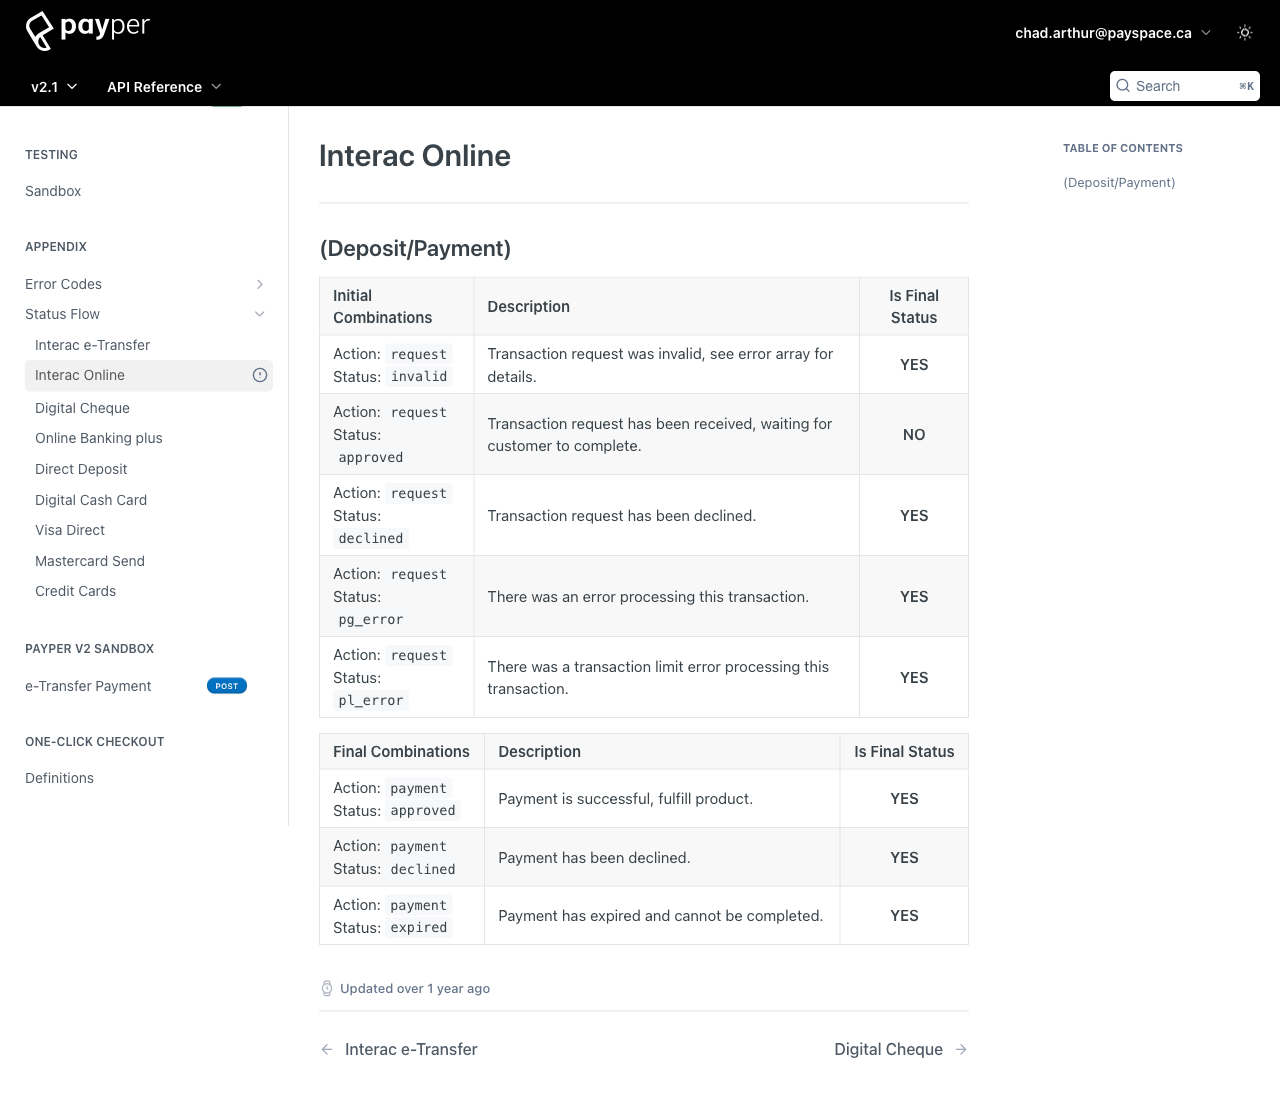 payper
chad.arthur@payspace.ca
v2.1
API Reference
Search
⌘K
TESTING
Sandbox
APPENDIX
Error Codes
Status Flow
Interac e-Transfer
Interac Online
Digital Cheque
Online Banking plus
Direct Deposit
Digital Cash Card
Visa Direct
Mastercard Send
Credit Cards
PAYPER V2 SANDBOX
e-Transfer Payment POST
ONE-CLICK CHECKOUT
Definitions
Interac Online
(Deposit/Payment)
Initial
Combinations
Description
Is Final
Status
Action: request
Status: invalid
Transaction request was invalid, see error array for
details.
YES
Action: request
Status:
approved
Transaction request has been received, waiting for
customer to complete.
NO
Action: request
Status:
declined
Transaction request has been declined.
YES
Action: request
Status:
pg_error
There was an error processing this transaction.
YES
Action: request
Status:
pl_error
There was a transaction limit error processing this
transaction.
YES
Final Combinations
Description
Is Final Status
Action: payment
Status: approved
Payment is successful, fulfill product.
YES
Action: payment
Status: declined
Payment has been declined.
YES
Action: payment
Status: expired
Payment has expired and cannot be completed.
YES
Updated over 1 year ago
← Interac e-Transfer
Digital Cheque →
TABLE OF CONTENTS
(Deposit/Payment)